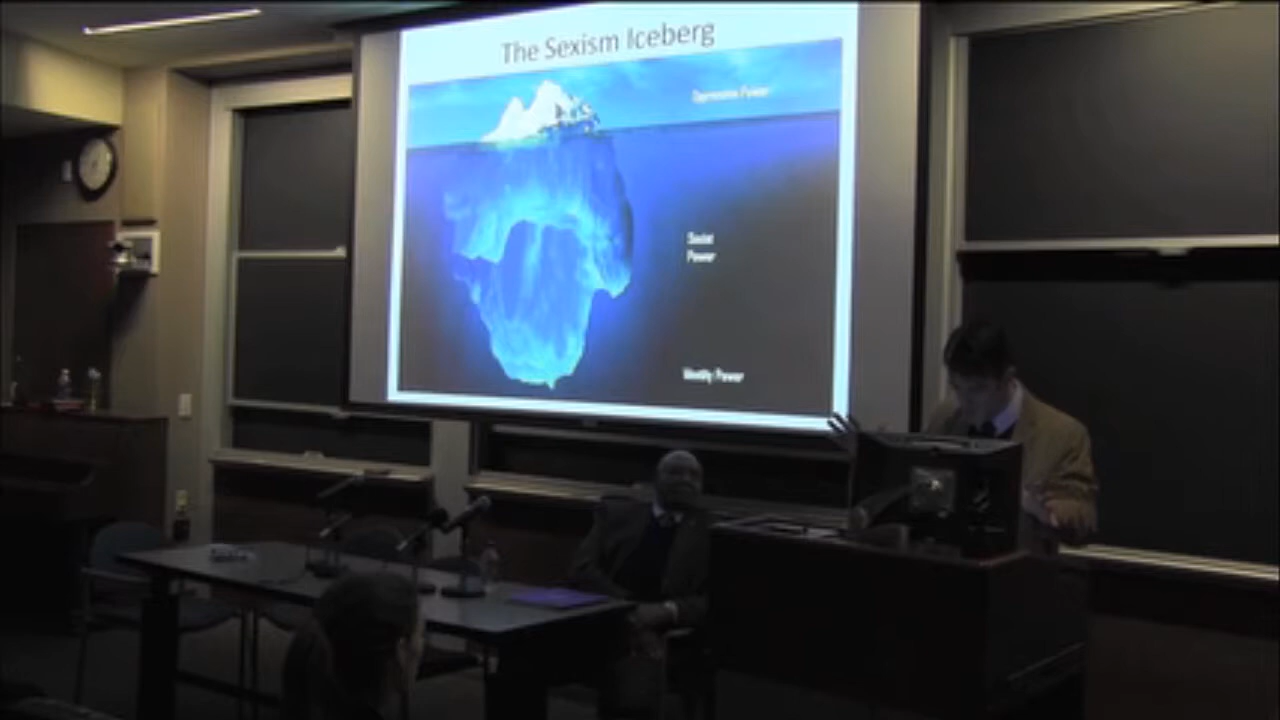 The Sexism Iceberg
Oppressive Power
Sexist
Power
Identity Power